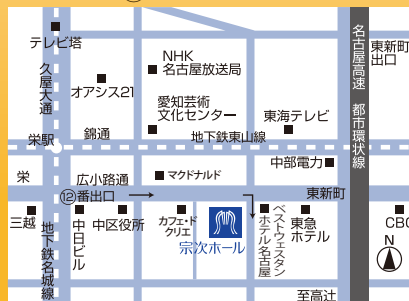 テレビ塔
久屋大通
オアシス21
NHK
名古屋放送局
愛知芸術
文化センター
名古屋高速 都市環状線
東新町
出口
東海テレビ
錦通
地下鉄東山線
栄駅
中部電力
栄
広小路通
マクドナルド
東新町
⑫番出口
三越
地下鉄名城線
中日ビル
中区役所
カフェ・ド
クリエ
宗次ホール
ベストウェスタン
ホテル名古屋
東急
ホテル
CBC
N
至高辻